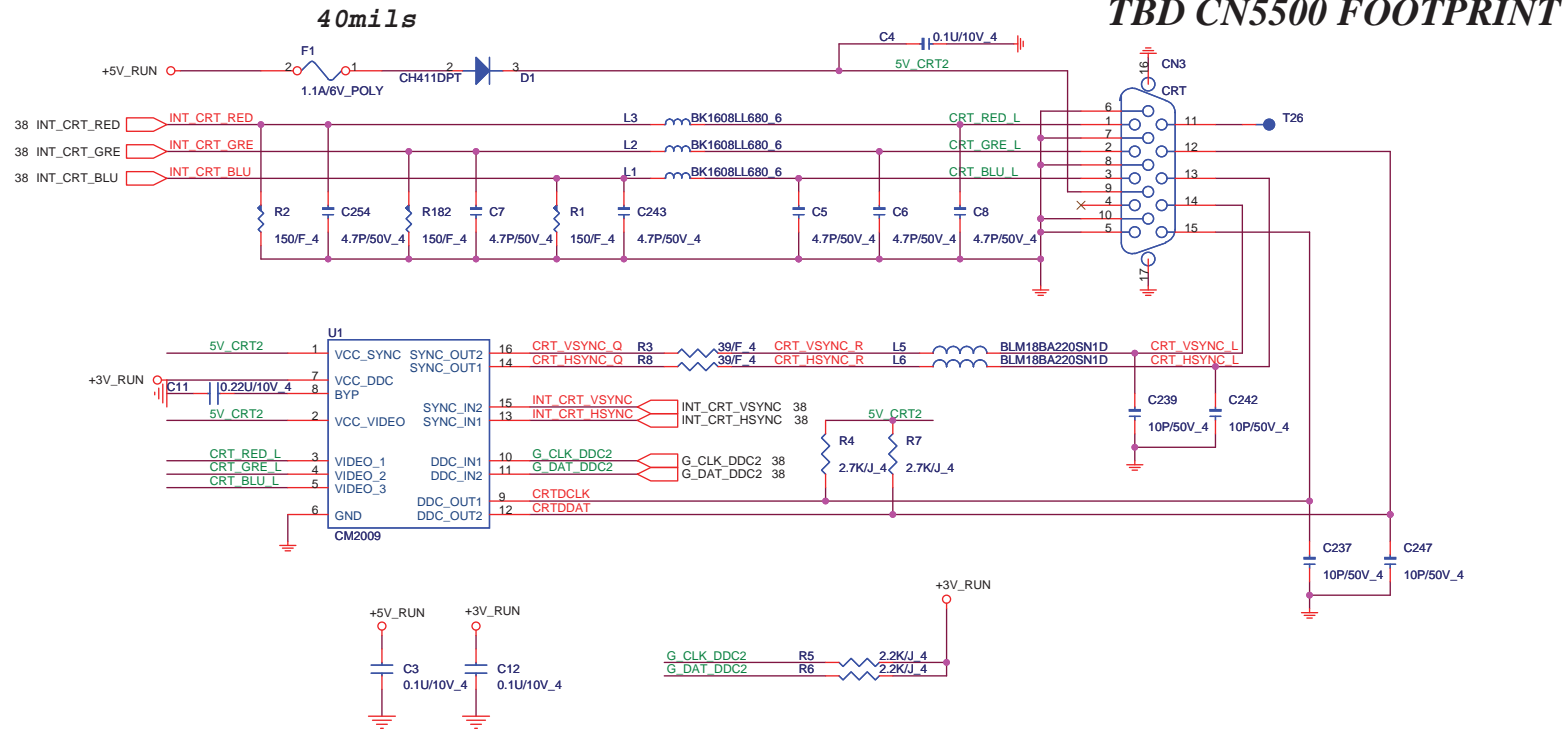 40mils
TBD CN5500 FOOTPRINT
+5V_RUN
F1
2
1
1.1A/6V_POLY
2
CH411DPT
3
D1
C4
0.1U/10V_4
5V_CRT2
CN3
CRT
16
17
6
1
7
2
8
3
9
4
10
5
11
12
13
14
15
T26
38 INT_CRT_RED
INT_CRT_RED
L3
BK1608LL680_6
CRT_RED_L
38 INT_CRT_GRE
INT_CRT_GRE
L2
BK1608LL680_6
CRT_GRE_L
38 INT_CRT_BLU
INT_CRT_BLU
L1
BK1608LL680_6
CRT_BLU_L
R2
150/F_4
C254
4.7P/50V_4
R182
150/F_4
C7
4.7P/50V_4
R1
150/F_4
C243
4.7P/50V_4
C5
4.7P/50V_4
C6
4.7P/50V_4
C8
4.7P/50V_4
U1
5V_CRT2
1
VCC_SYNC
+3V_RUN
7
VCC_DDC
C11
0.22U/10V_4
8
BYP
5V_CRT2
2
VCC_VIDEO
CRT_RED_L
3
VIDEO_1
CRT_GRE_L
4
VIDEO_2
CRT_BLU_L
5
VIDEO_3
6
GND
CM2009
SYNC_OUT2
16
CRT_VSYNC_Q
R3
39/F_4
CRT_VSYNC_R
L5
BLM18BA220SN1D
CRT_VSYNC_L
SYNC_OUT1
14
CRT_HSYNC_Q
R8
39/F_4
CRT_HSYNC_R
L6
BLM18BA220SN1D
CRT_HSYNC_L
SYNC_IN2
15
INT_CRT_VSYNC
INT_CRT_VSYNC 38
SYNC_IN1
13
INT_CRT_HSYNC
INT_CRT_HSYNC 38
DDC_IN1
10
G_CLK_DDC2
G_CLK_DDC2 38
DDC_IN2
11
G_DAT_DDC2
G_DAT_DDC2 38
DDC_OUT1
9
CRTDCLK
DDC_OUT2
12
CRTDDAT
5V_CRT2
R4
2.7K/J_4
R7
2.7K/J_4
C239
10P/50V_4
C242
10P/50V_4
C237
10P/50V_4
C247
10P/50V_4
+5V_RUN
C3
0.1U/10V_4
+3V_RUN
C12
0.1U/10V_4
+3V_RUN
G_CLK_DDC2
R5
2.2K/J_4
G_DAT_DDC2
R6
2.2K/J_4